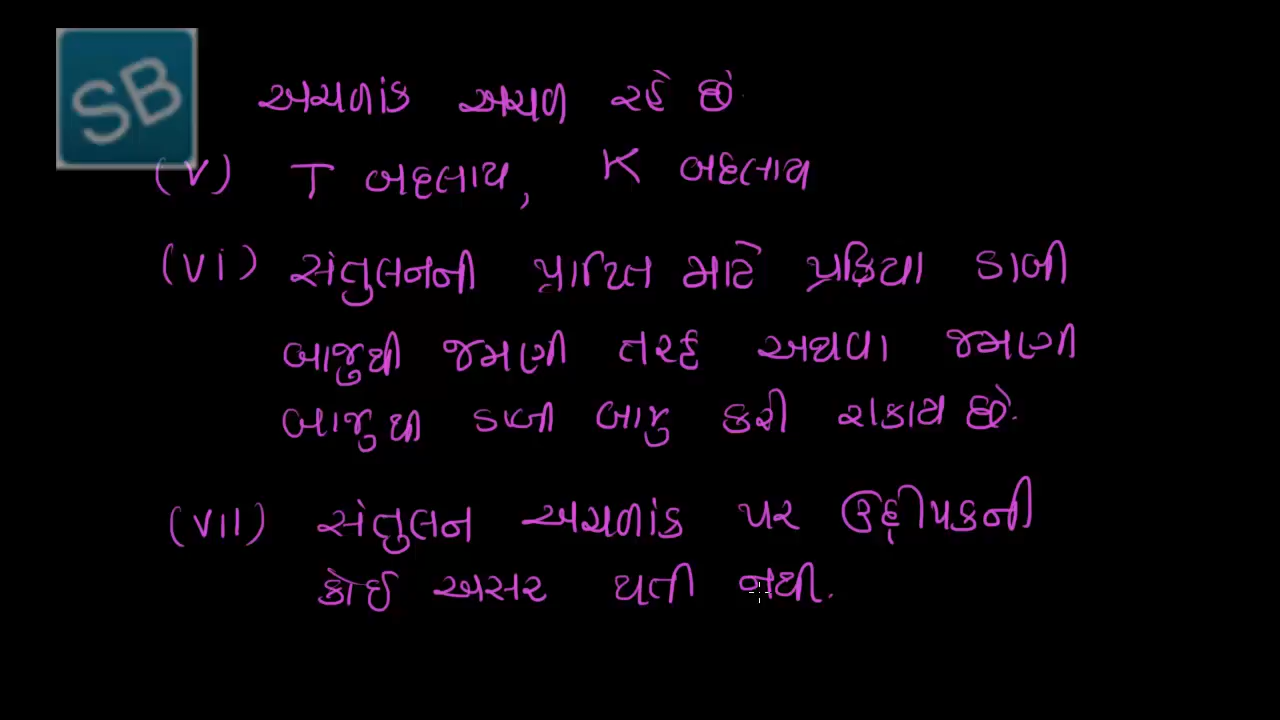 SB
અચળાંક અચળ રહે છે.
(V) T બદલાય, K બદલાય
(vi) સંતુલનની પ્રાપ્તિ માટે પ્રક્રિયા ડાબી
બાજુથી જમણી તરફ અથવા જમણી
બાજુથી ડાબી બાજુ કરી શકાય છે.
(VII) સંતુલન અચળાંક પર ઉદ્દીપકની
કોઈ અસર થતી નથી.